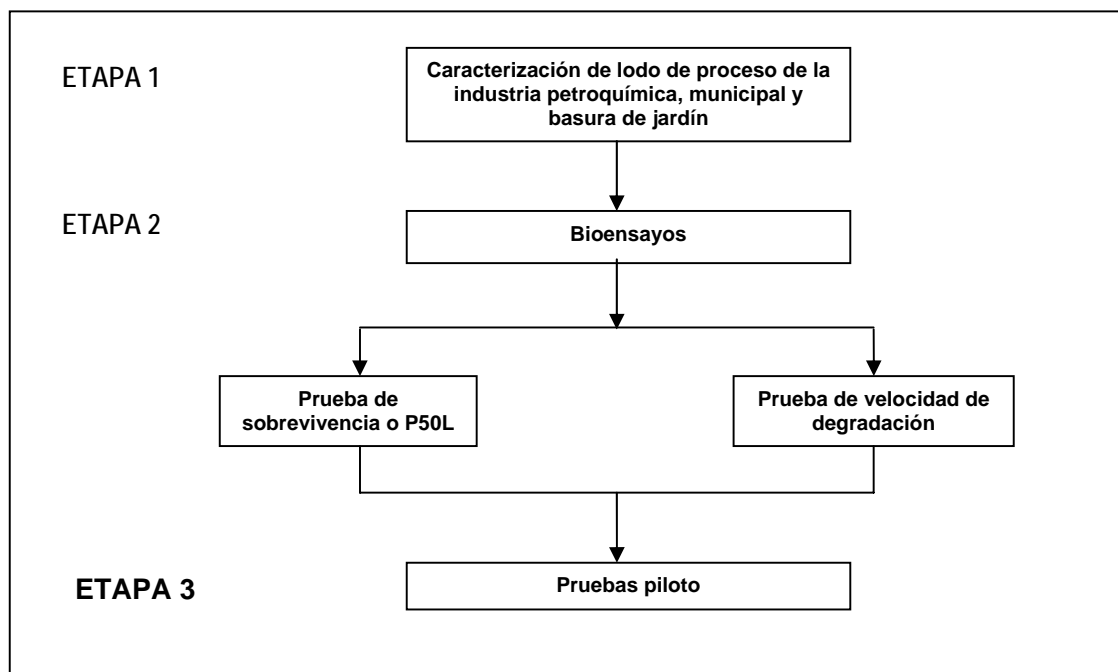 ETAPA 1
Caracterización de lodo de proceso de la
industria petroquímica, municipal y
basura de jardín
ETAPA 2
Bioensayos
Prueba de
sobrevivencia o P50L
Prueba de velocidad de
degradación
ETAPA 3
Pruebas piloto